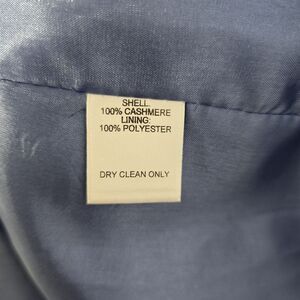 SHELL
100% CASHMERE
LINING:
100% POLYESTER
DRY CLEAN ONLY